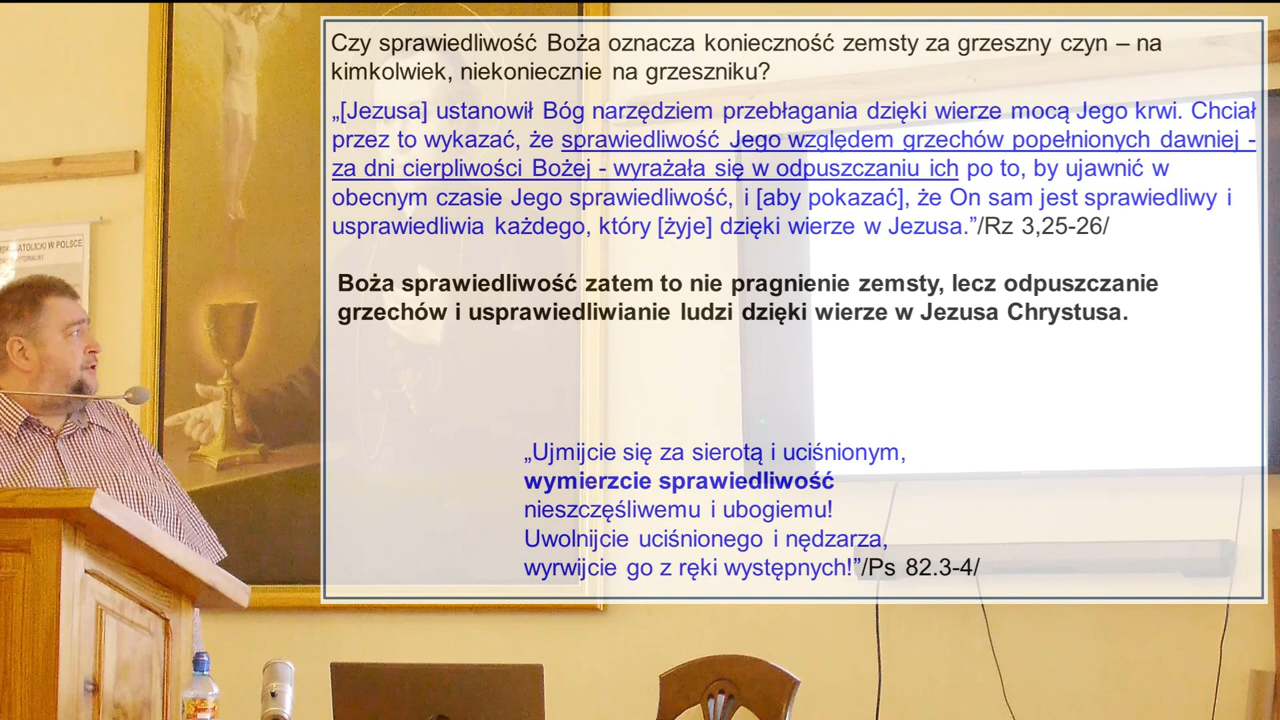 Czy sprawiedliwość Boża oznacza konieczność zemsty za grzeszny czyn – na
kimkolwiek, niekoniecznie na grzeszniku?
„[Jezusa] ustanowił Bóg narzędziem przebłagania dzięki wierze mocą Jego krwi. Chciał
przez to wykazać, że sprawiedliwość Jego względem grzechów popełnionych dawniej -
za dni cierpliwości Bożej - wyrażała się w odpuszczaniu ich po to, by ujawnić w
obecnym czasie Jego sprawiedliwość, i [aby pokazać], że On sam jest sprawiedliwy i
usprawiedliwia każdego, który [żyje] dzięki wierze w Jezusa.”/Rz 3,25-26/
Boża sprawiedliwość zatem to nie pragnienie zemsty, lecz odpuszczanie
grzechów i usprawiedliwianie ludzi dzięki wierze w Jezusa Chrystusa.
„Ujmijcie się za sierotą i uciśnionym,
wymierzcie sprawiedliwość
nieszczęśliwemu i ubogiemu!
Uwolnijcie uciśnionego i nędzarza,
wyrwijcie go z ręki występnych!”/Ps 82.3-4/
ATOLICKI W POLSCE